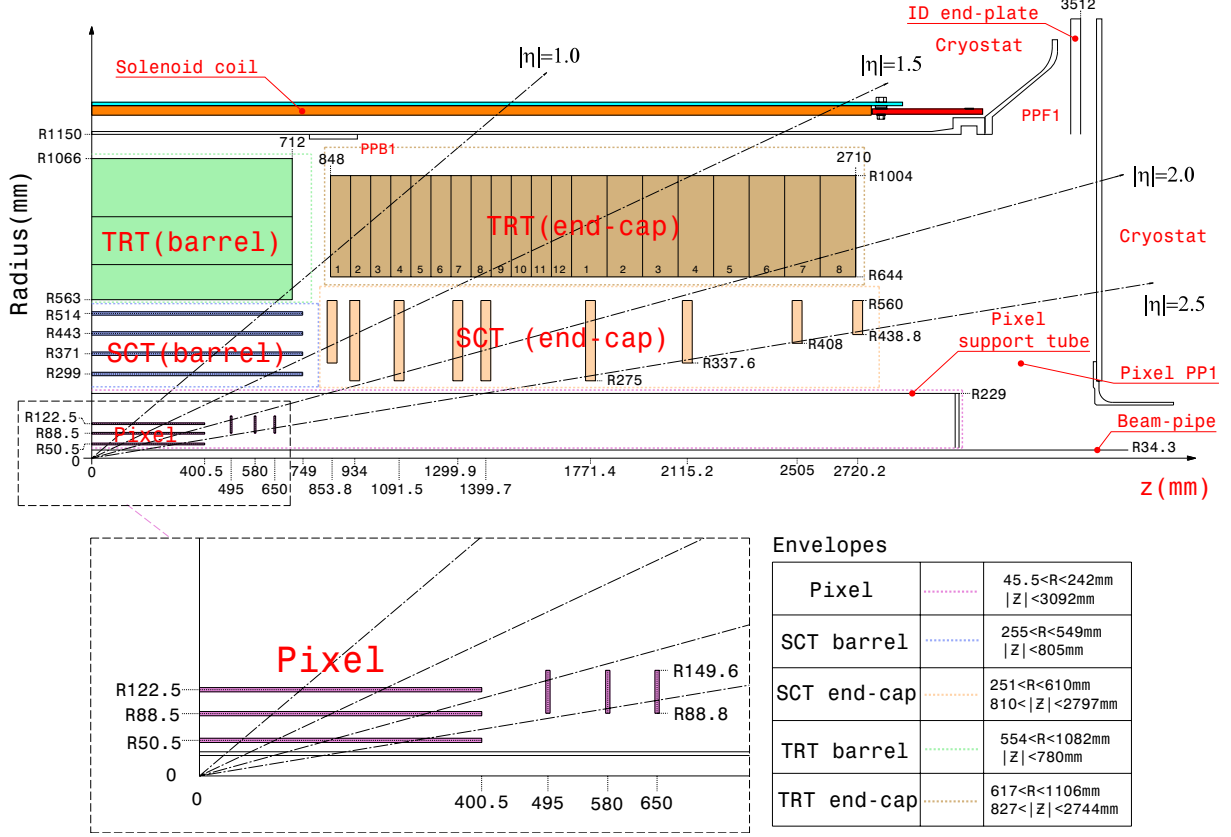 3512
ID end-plate
Cryostat
|η|=1.0
|η|=1.5
Solenoid coil
PPF1
R1150
712
PPB1
R1066
848
2710
R1004
|η|=2.0
Radius(mm)
TRT(barrel)
TRT(end-cap)
Cryostat
1 2 3 4 5 6 7 8 9 10 11 12 1 2 3 4 5 6 7 8
R644
R563
R560
|η|=2.5
R514
R443
R438.8
SCT (end-cap)
Pixel
support tube
R408
SCT(barrel)
R371
R337.6
R299
R275
Pixel PP1
R229
R122.5
Pixel
R88.5
R50.5
Beam-pipe
R34.3
0
0
400.5
495
580
650
749
853.8
934
1091.5
1299.9
1399.7
1771.4
2115.2
2505
2720.2
z(mm)
Pixel
R149.6
R122.5
R88.5
R88.8
R50.5
0
0
400.5 495 580 650
Envelopes
Pixel
45.5<R<242mm
|Z|<3092mm
SCT barrel
255<R<549mm
|Z|<805mm
SCT end-cap
251<R<610mm
810<|Z|<2797mm
TRT barrel
554<R<1082mm
|Z|<780mm
TRT end-cap
617<R<1106mm
827<|Z|<2744mm